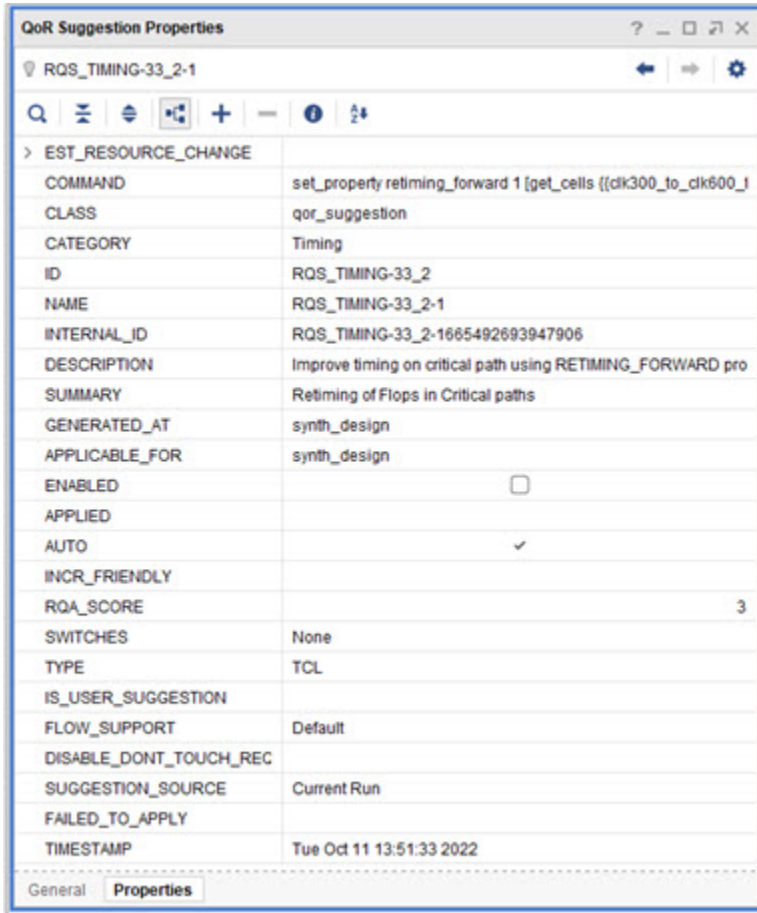 QoR Suggestion Properties
RQS_TIMING-33_2-1
EST_RESOURCE_CHANGE
COMMAND set_property retiming_forward 1 [get_cells {{clk300_to_clk600_
CLASS qor_suggestion
CATEGORY Timing
ID RQS_TIMING-33_2
NAME RQS_TIMING-33_2-1
INTERNAL_ID RQS_TIMING-33_2-1665492693947906
DESCRIPTION Improve timing on critical path using RETIMING_FORWARD pro
SUMMARY Retiming of Flops in Critical paths
GENERATED_AT synth_design
APPLICABLE_FOR synth_design
ENABLED
APPLIED
AUTO
INCR_FRIENDLY
RQA_SCORE 3
SWITCHES None
TYPE TCL
IS_USER_SUGGESTION
FLOW_SUPPORT Default
DISABLE_DONT_TOUCH_REC
SUGGESTION_SOURCE Current Run
FAILED_TO_APPLY
TIMESTAMP Tue Oct 11 13:51:33 2022
General Properties